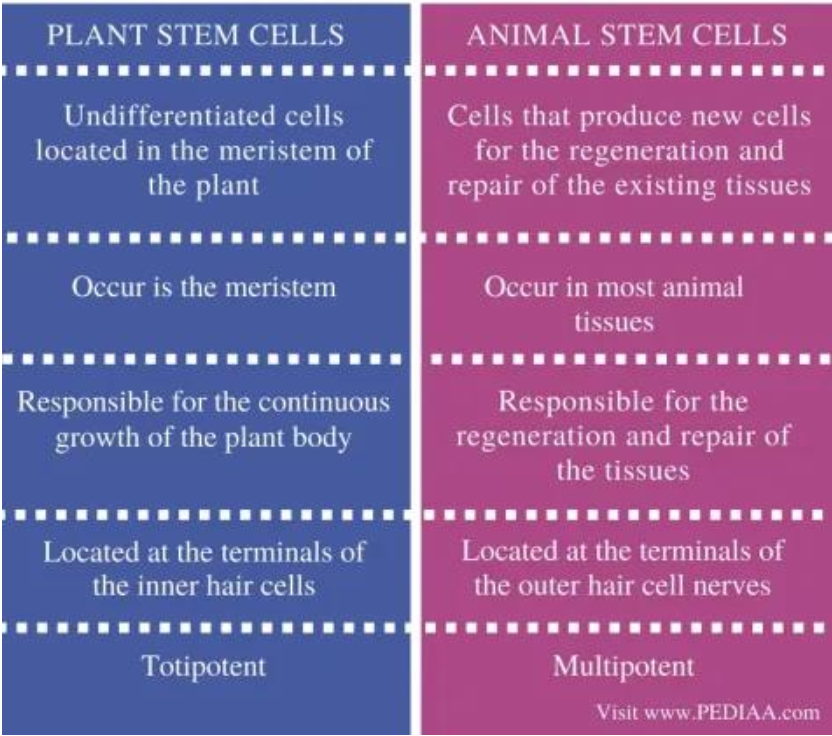 PLANT STEM CELLS
Undifferentiated cells
located in the meristem of
the plant
Occur is the meristem
Responsible for the continuous
growth of the plant body
Located at the terminals of
the inner hair cells
Totipotent
ANIMAL STEM CELLS
Cells that produce new cells
for the regeneration and
repair of the existing tissues
Occur in most animal
tissues
Responsible for the
regeneration and repair of
the tissues
Located at the terminals of
the outer hair cell nerves
Multipotent
Visit www.PEDIAA.com